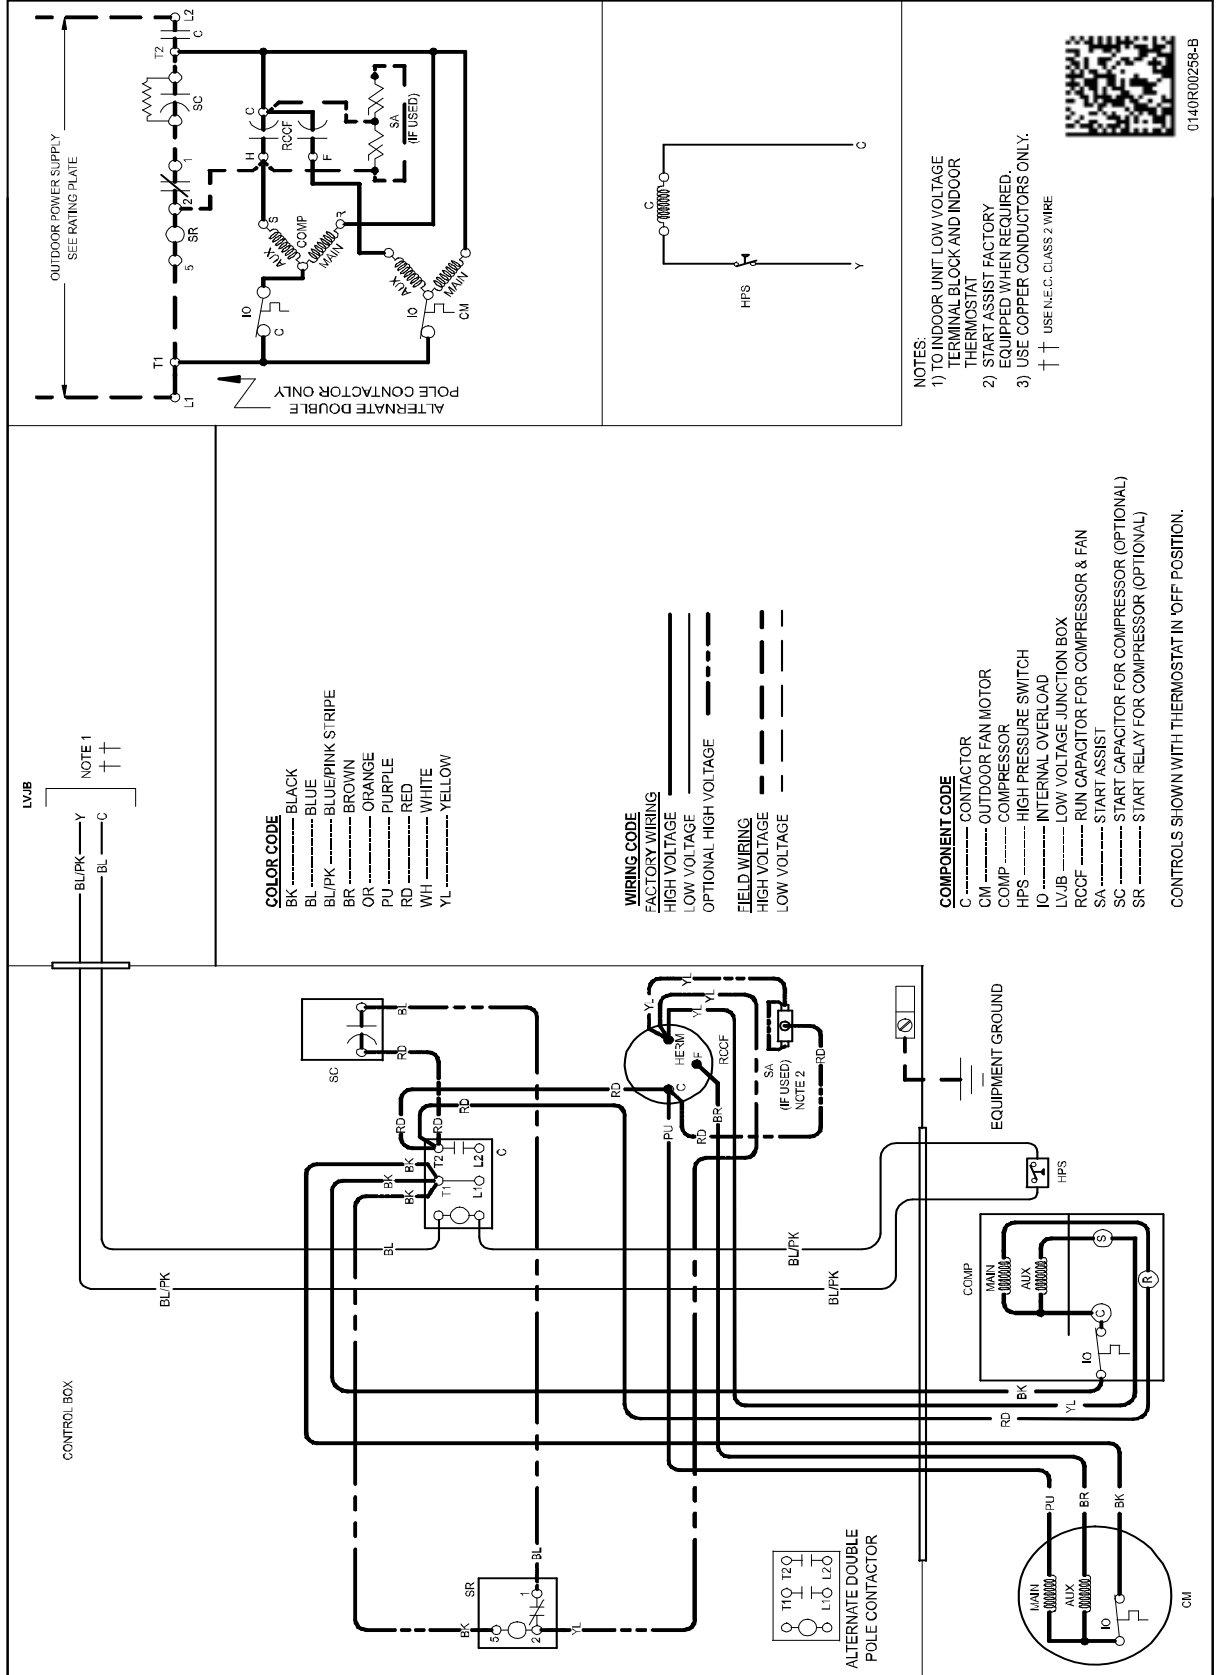 OUTDOOR POWER SUPPLY
SEE RATING PLATE
L1
T1
5
SR
2
1
SC
T2
C
L2
ALTERNATE DOUBLE
POLE CONTACTOR ONLY
C
IO
COMP
AUX
MAIN
S
R
H
C
RCCF
F
SA
(IF USED)
IO
CM
AUX
MAIN
HPS
C
Y
C
NOTES:
1) TO INDOOR UNIT LOW VOLTAGE
TERMINAL BLOCK AND INDOOR
THERMOSTAT
2) START ASSIST FACTORY
EQUIPPED WHEN REQUIRED.
3) USE COPPER CONDUCTORS ONLY.
†† USE N.E.C. CLASS 2 WIRE
0140R00258-B
LVJB
NOTE 1
††
BL/PK
Y
BL
C
COLOR CODE
BK ---------- BLACK
BL ---------- BLUE
BL/PK ------ BLUE/PINK STRIPE
BR ---------- BROWN
OR ---------- ORANGE
PU ---------- PURPLE
RD ---------- RED
WH ---------- WHITE
YL ---------- YELLOW
WIRING CODE
FACTORY WIRING
HIGH VOLTAGE
LOW VOLTAGE
OPTIONAL HIGH VOLTAGE
FIELD WIRING
HIGH VOLTAGE
LOW VOLTAGE
COMPONENT CODE
C ---------- CONTACTOR
CM ---------- OUTDOOR FAN MOTOR
COMP ------ COMPRESSOR
HPS ------ HIGH PRESSURE SWITCH
IO ---------- INTERNAL OVERLOAD
LVJB ------ LOW VOLTAGE JUNCTION BOX
RCCF ------ RUN CAPACITOR FOR COMPRESSOR & FAN
SA ---------- START ASSIST
SC ---------- START CAPACITOR FOR COMPRESSOR (OPTIONAL)
SR ---------- START RELAY FOR COMPRESSOR (OPTIONAL)
CONTROLS SHOWN WITH THERMOSTAT IN 'OFF' POSITION.
CONTROL BOX
BL/PK
BL
SC
RD
BL
BK
BK
BK
T1
T2
L1
L2
C
RD
RD
RD
RD
SR
5
2
1
BK
YL
BL
BL/PK
BL/PK
PU
RD
BR
RD
HERM
C
F
RCCF
YL
YL
YL
YL
SA
(IF USED)
NOTE 2
RD
ALTERNATE DOUBLE
POLE CONTACTOR
T1
T2
L1
L2
EQUIPMENT GROUND
HPS
COMP
MAIN
AUX
IO
C
S
R
BK
YL
RD
PU
BR
BK
MAIN
AUX
IO
CM